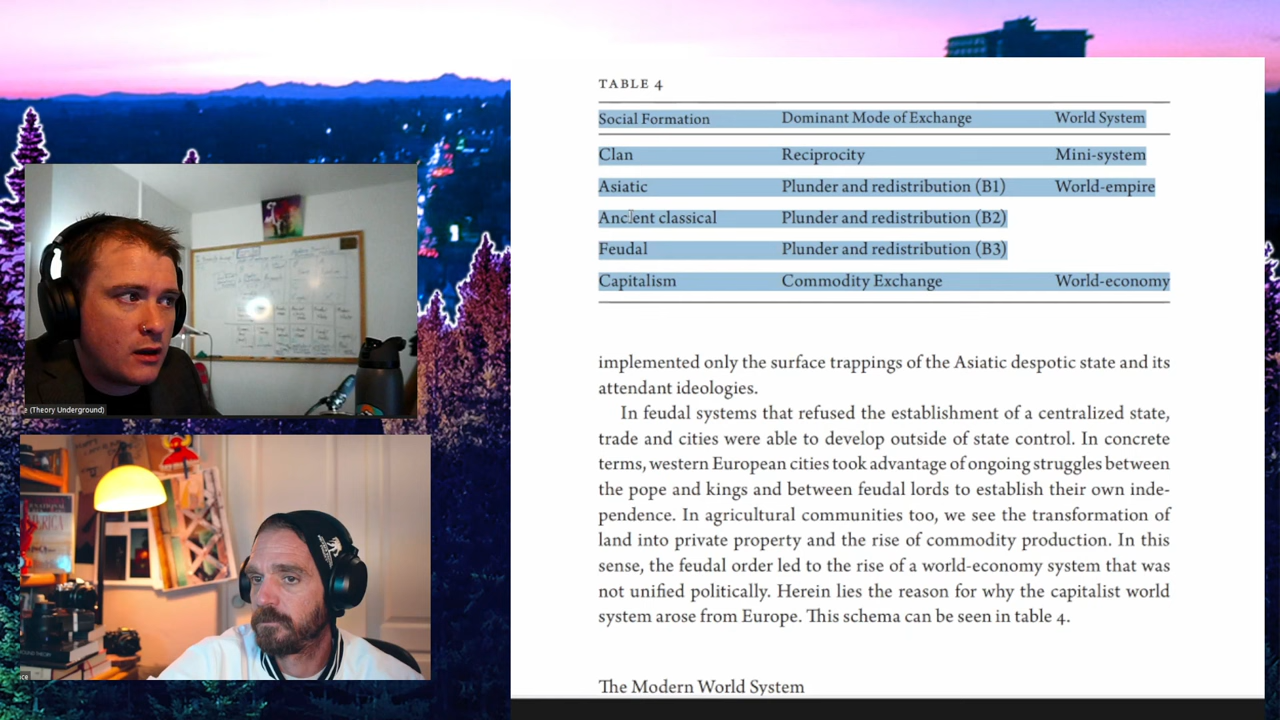 TABLE 4
Social Formation Dominant Mode of Exchange World System
Clan Reciprocity Mini-system
Asiatic Plunder and redistribution (B1) World-empire
Ancient classical Plunder and redistribution (B2)
Feudal Plunder and redistribution (B3)
Capitalism Commodity Exchange World-economy
implemented only the surface trappings of the Asiatic despotic state and its
attendant ideologies.
In feudal systems that refused the establishment of a centralized state,
trade and cities were able to develop outside of state control. In concrete
terms, western European cities took advantage of ongoing struggles between
the pope and kings and between feudal lords to establish their own inde-
pendence. In agricultural communities too, we see the transformation of
land into private property and the rise of commodity production. In this
sense, the feudal order led to the rise of a world-economy system that was
not unified politically. Herein lies the reason for why the capitalist world
system arose from Europe. This schema can be seen in table 4.
The Modern World System
e (Theory Underground)